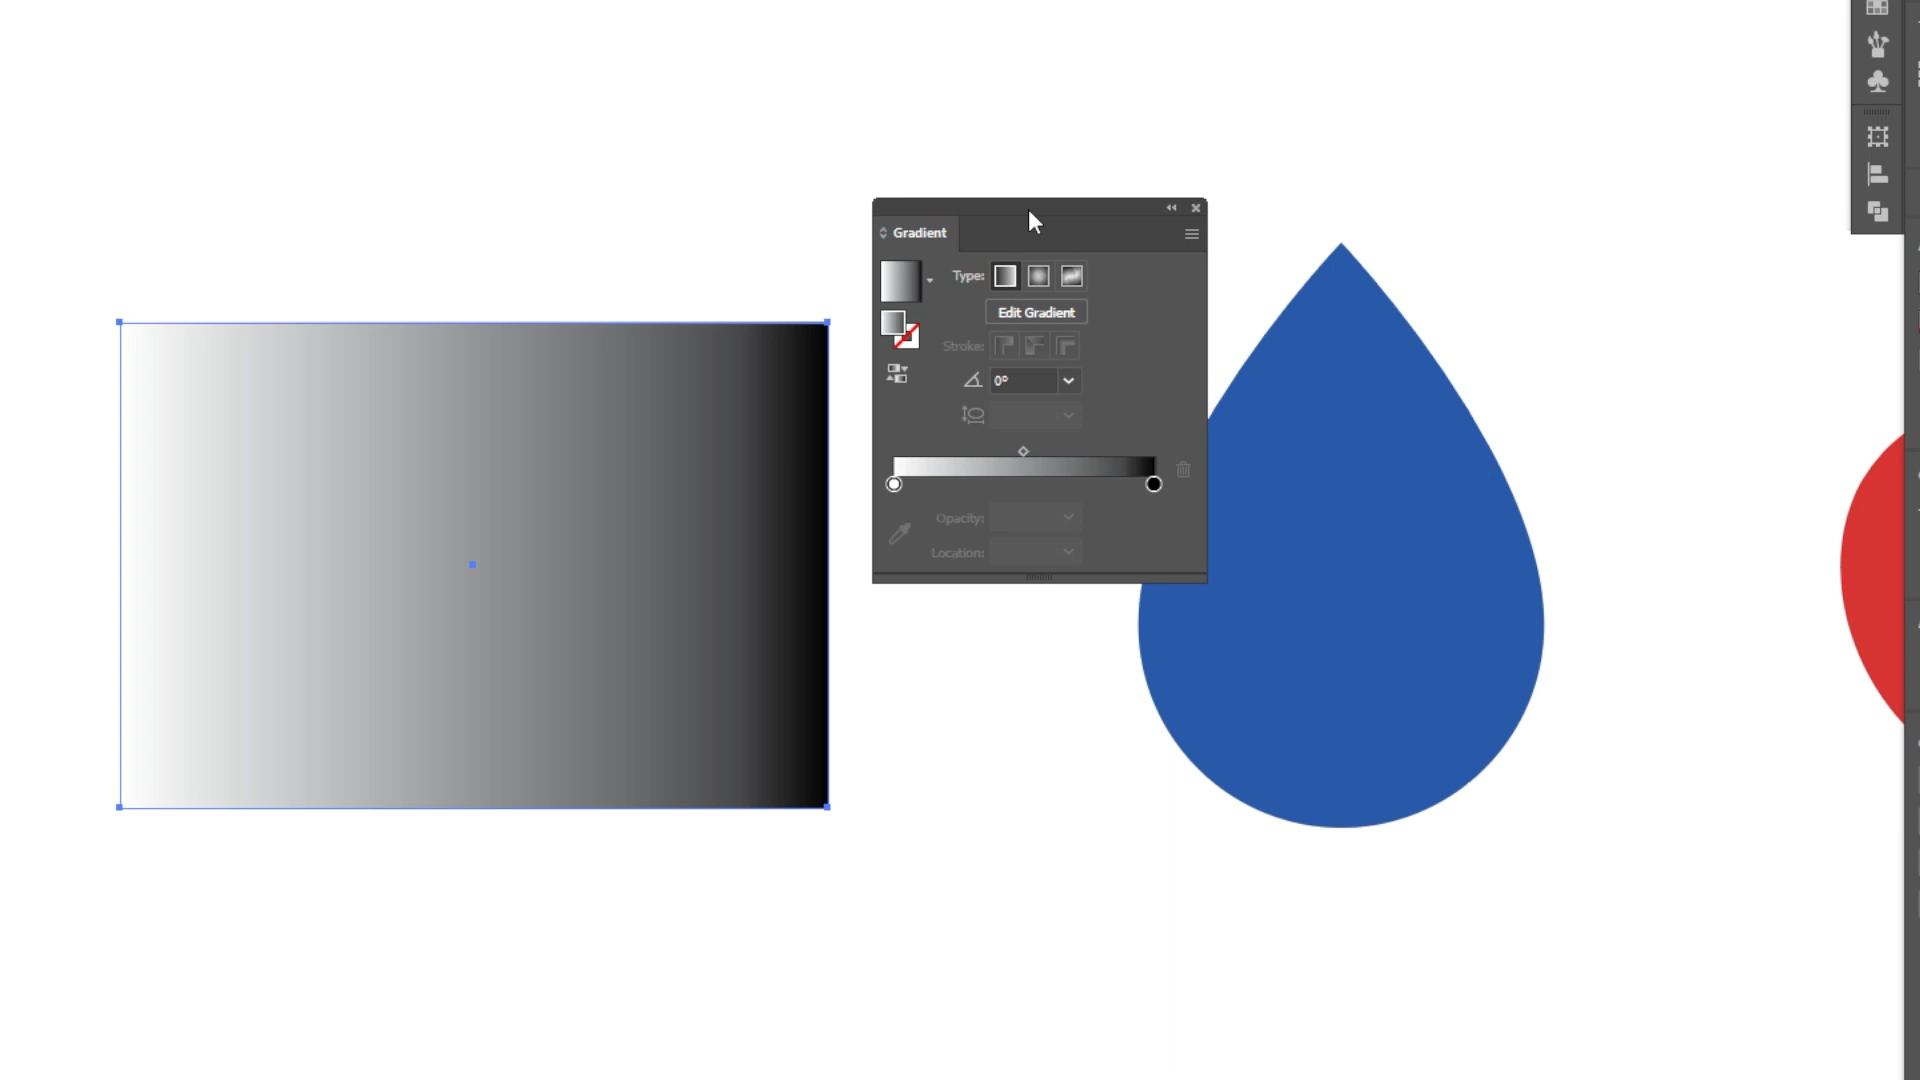 Gradient
Type:
Edit Gradient
Stroke:
0°
Opacity:
Location: